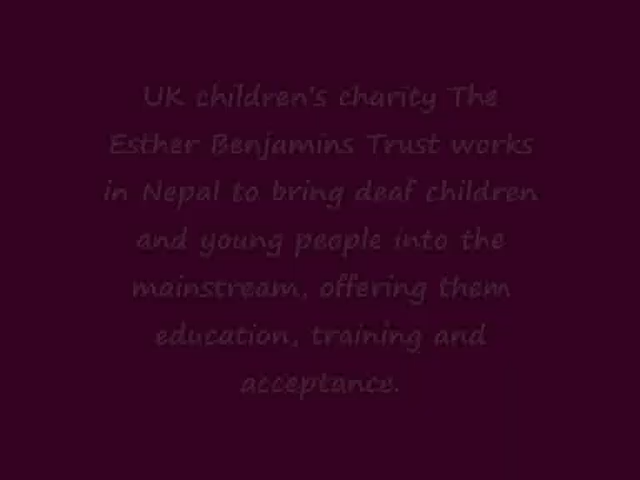 UK children's charity The
Esther Benjamins Trust works
in Nepal to bring deaf children
and young people into the
mainstream, offering them
education, training and
acceptance.